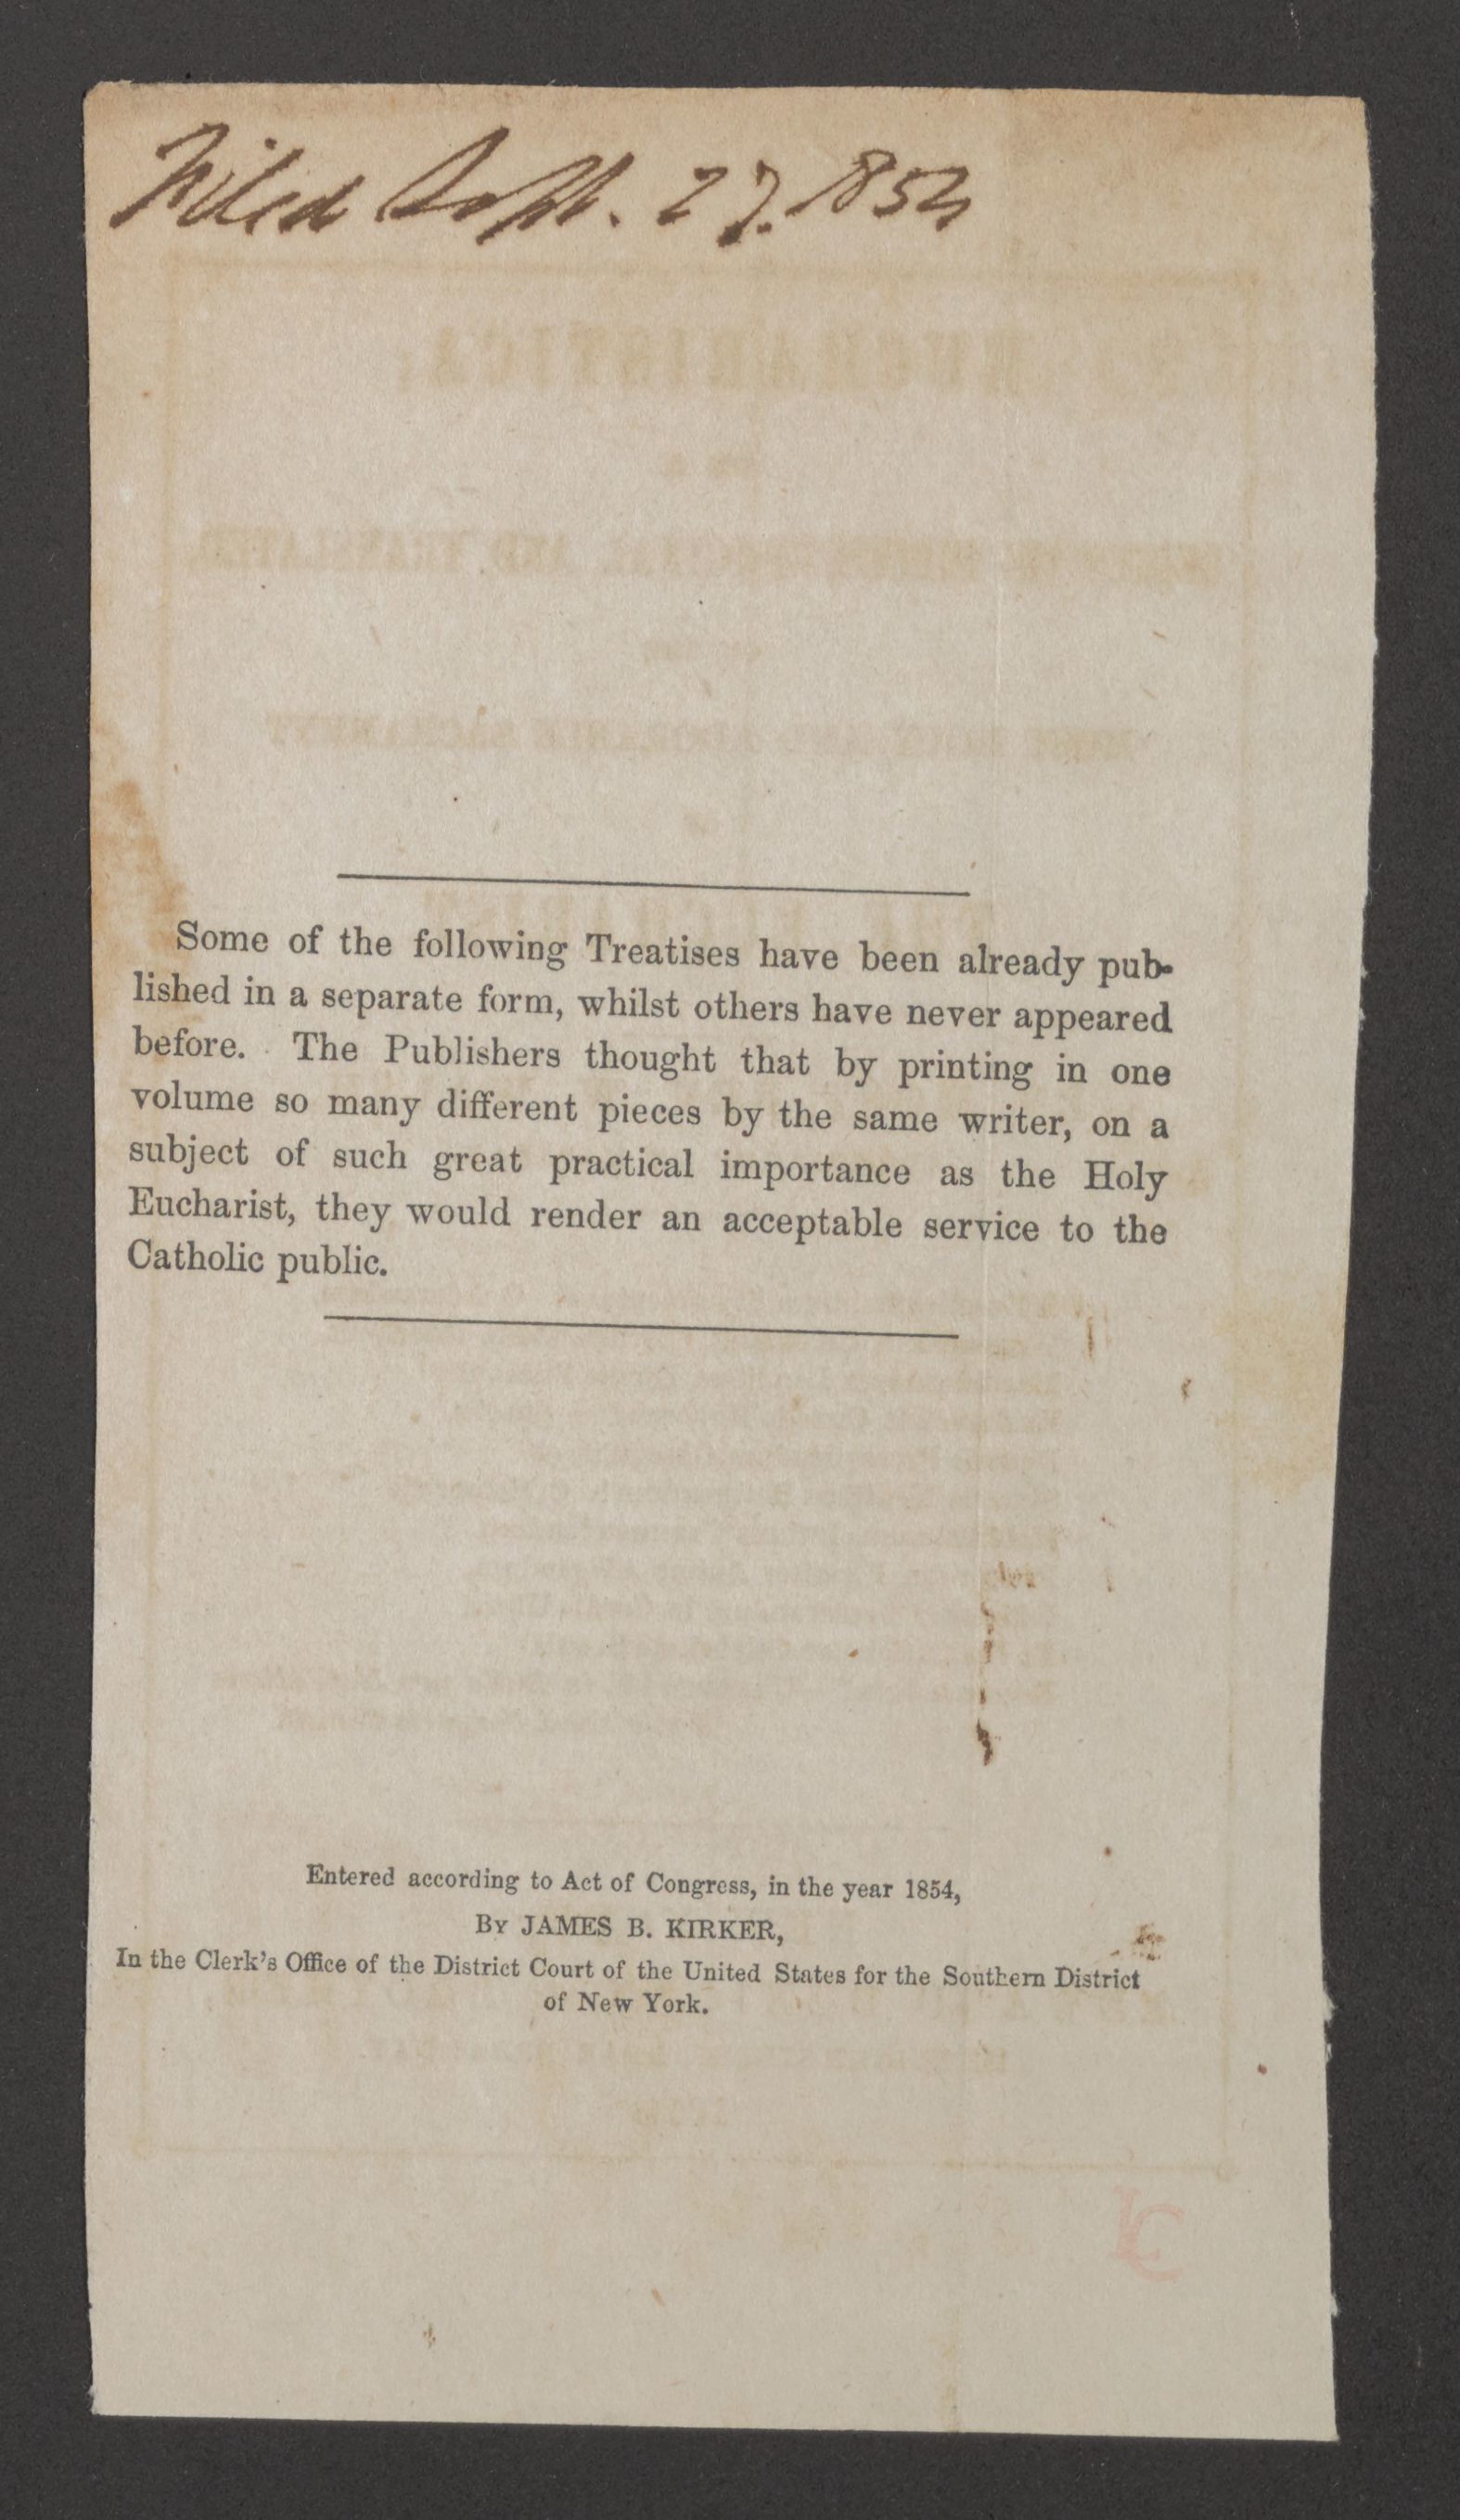 Filed Sept. 27. 1854
Some of the following Treatises have been already pub-
lished in a separate form, whilst others have never appeared
before. The Publishers thought that by printing in one
volume so many different pieces by the same writer, on a
subject of such great practical importance as the Holy
Eucharist, they would render an acceptable service to the
Catholic public.
Entered according to Act of Congress, in the year 1854,
By JAMES B. KIRKER,
In the Clerk's Office of the District Court of the United States for the Southern District
of New York.